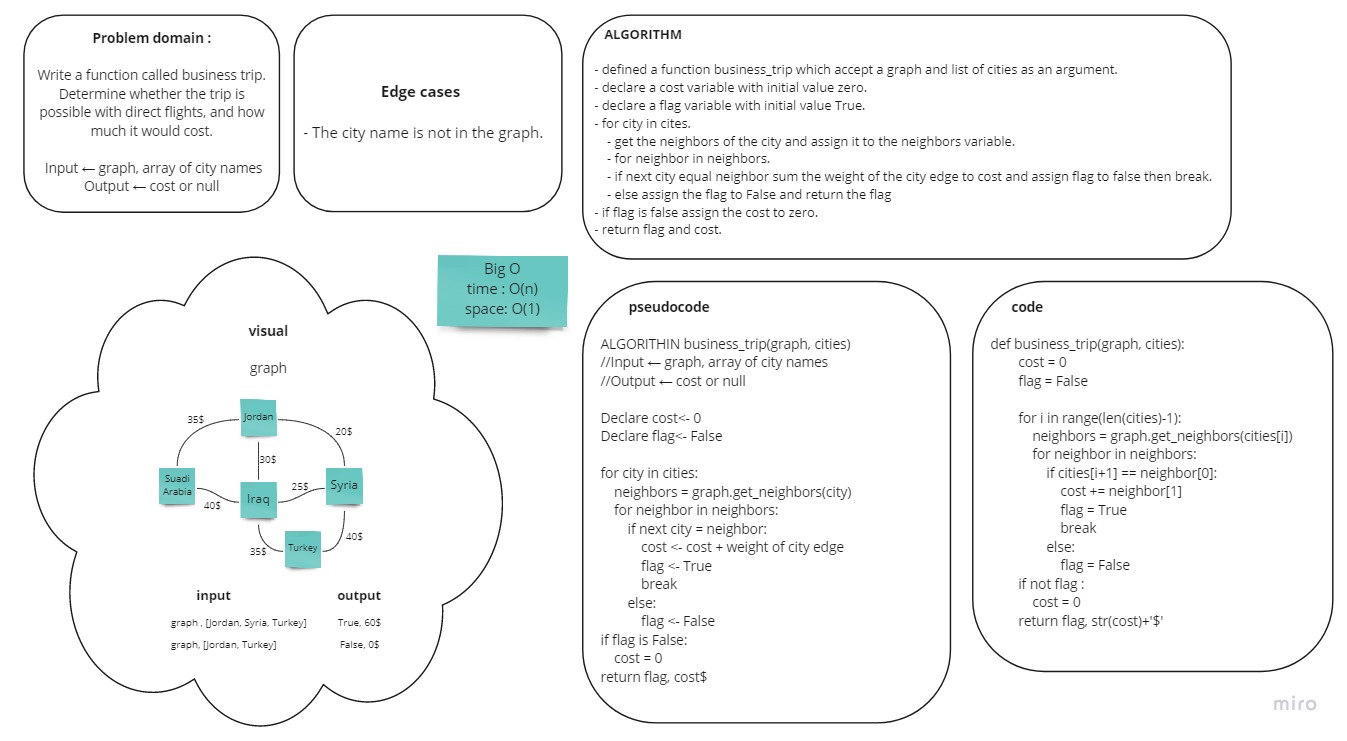 Problem domain :
Write a function called business trip.
Determine whether the trip is
possible with direct flights, and how
much it would cost.
Input ← graph, array of city names
Output ← cost or null
Edge cases
- The city name is not in the graph.
ALGORITHM
- defined a function business_trip which accept a graph and list of cities as an argument.
- declare a cost variable with initial value zero.
- declare a flag variable with initial value True.
- for city in cites.
- get the neighbors of the city and assign it to the neighbors variable.
- for neighbor in neighbors.
- if next city equal neighbor sum the weight of the city edge to cost and assign flag to false then break.
- else assign the flag to False and return the flag
- if flag is false assign the cost to zero.
- return flag and cost.
Big O
time : O(n)
space: O(1)
visual
graph
Jordan
35$
20$
30$
Suadi
Arabia
Iraq
Syria
25$
40$
Turkey
35$
40$
input
output
graph , [Jordan, Syria, Turkey]
True, 60$
graph, [Jordan, Turkey]
False, 0$
pseudocode
ALGORITHIN business_trip(graph, cities)
//Input ← graph, array of city names
//Output ← cost or null
Declare cost<- 0
Declare flag<- False
for city in cities:
neighbors = graph.get_neighbors(city)
for neighbor in neighbors:
if next city = neighbor:
cost <- cost + weight of city edge
flag <- True
break
else:
flag <- False
if flag is False:
cost = 0
return flag, cost$
code
def business_trip(graph, cities):
cost = 0
flag = False
for i in range(len(cities)-1):
neighbors = graph.get_neighbors(cities[i])
for neighbor in neighbors:
if cities[i+1] == neighbor[0]:
cost += neighbor[1]
flag = True
break
else:
flag = False
if not flag :
cost = 0
return flag, str(cost)+'$'
miro